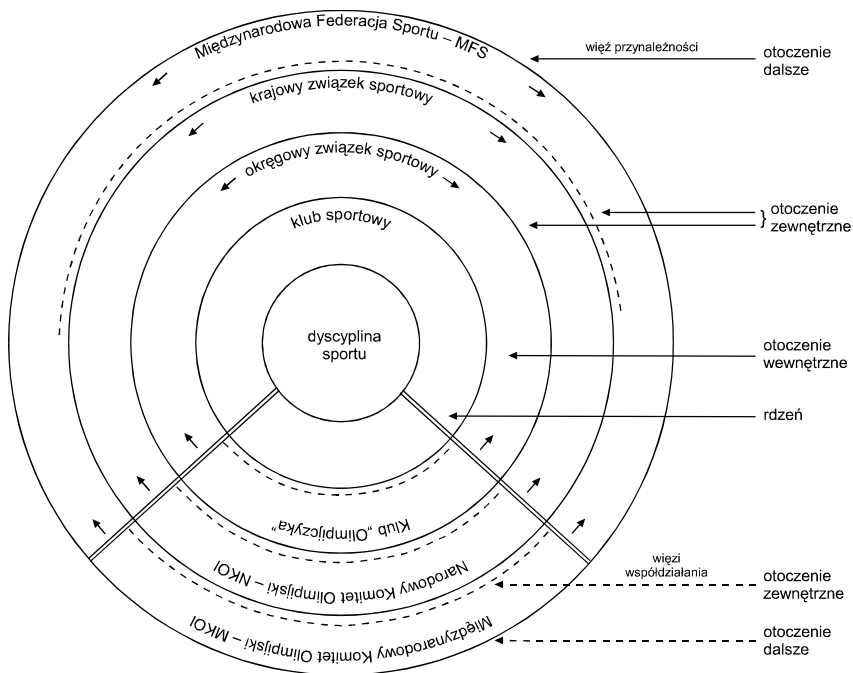 Międzynarodowa Federacja Sportu – MFS
więź przynależności
otoczenie
dalsze
krajowy związek sportowy
okręgowy związek sportowy
klub sportowy
} otoczenie
zewnętrzne
dyscyplina
sportu
otoczenie
wewnętrzne
rdzeń
Klub „Olimpijczyka”
Narodowy Komitet Olimpijski – NKOl
Międzynarodowy Komitet Olimpijski – MKOl
więzi
współdziałania
otoczenie
zewnętrzne
otoczenie
dalsze